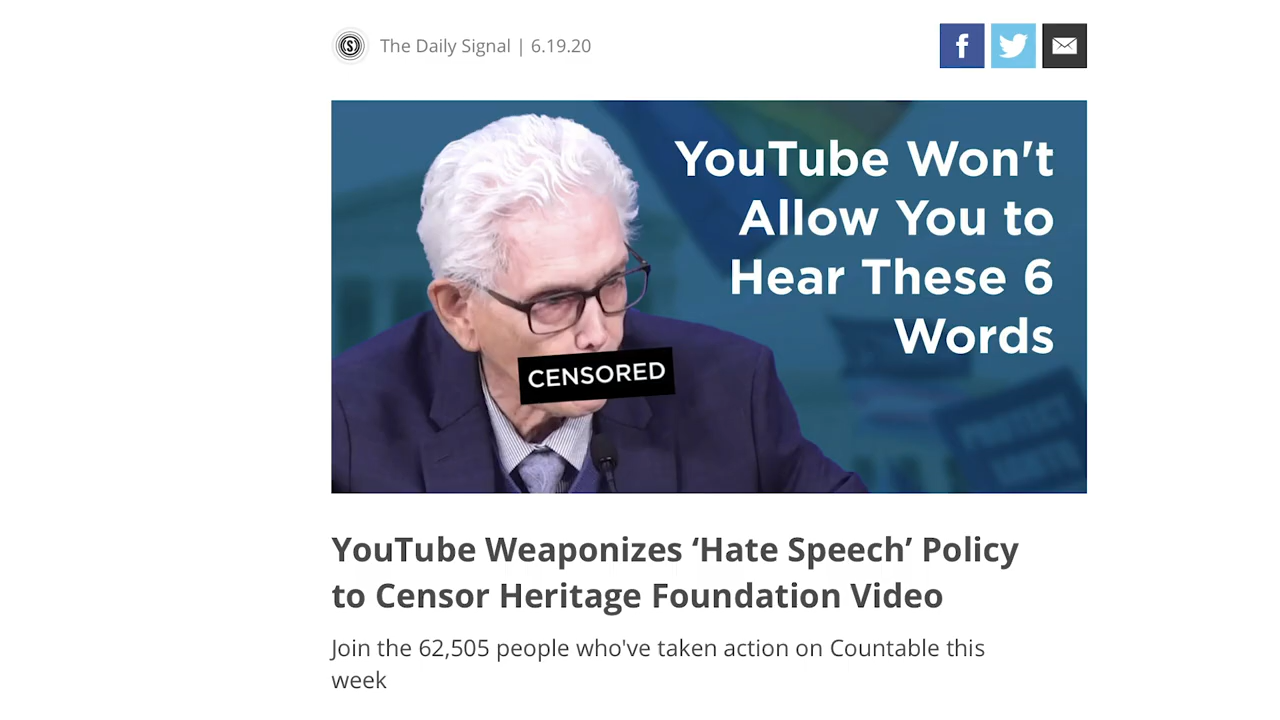 The Daily Signal | 6.19.20
YouTube Won't
Allow You to
Hear These 6
Words
CENSORED
PROTECT
YouTube Weaponizes ‘Hate Speech’ Policy
to Censor Heritage Foundation Video
Join the 62,505 people who've taken action on Countable this
week